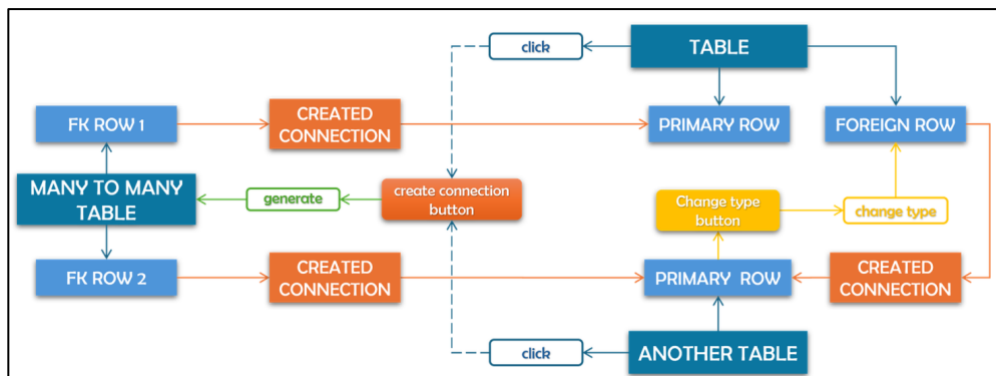 click
TABLE
FK ROW 1
CREATED
CONNECTION
PRIMARY ROW
FOREIGN ROW
MANY TO MANY
TABLE
generate
create connection
button
Change type
button
change type
FK ROW 2
CREATED
CONNECTION
PRIMARY ROW
CREATED
CONNECTION
click
ANOTHER TABLE